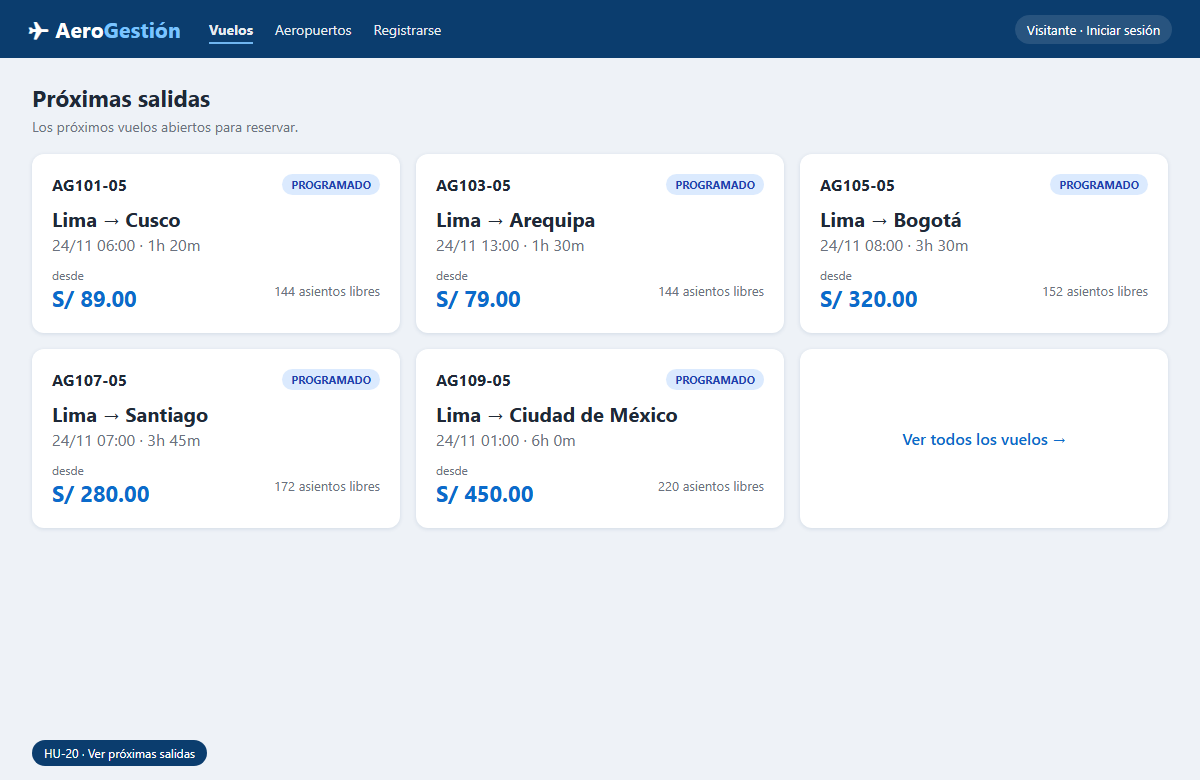 ✈ AeroGestión Vuelos Aeropuertos Registrarse Visitante · Iniciar sesión
Próximas salidas
Los próximos vuelos abiertos para reservar.
AG101-05 PROGRAMADO
Lima → Cusco
24/11 06:00 · 1h 20m
desde
S/ 89.00 144 asientos libres
AG103-05 PROGRAMADO
Lima → Arequipa
24/11 13:00 · 1h 30m
desde
S/ 79.00 144 asientos libres
AG105-05 PROGRAMADO
Lima → Bogotá
24/11 08:00 · 3h 30m
desde
S/ 320.00 152 asientos libres
AG107-05 PROGRAMADO
Lima → Santiago
24/11 07:00 · 3h 45m
desde
S/ 280.00 172 asientos libres
AG109-05 PROGRAMADO
Lima → Ciudad de México
24/11 01:00 · 6h 0m
desde
S/ 450.00 220 asientos libres
Ver todos los vuelos →
HU-20 · Ver próximas salidas